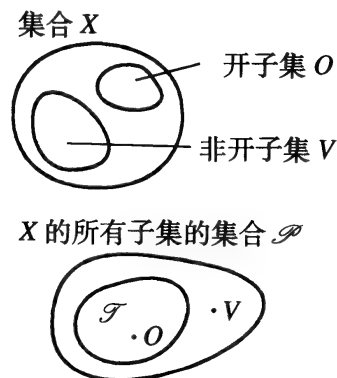 集合 X
开子集 O
非开子集 V
X 的所有子集的集合 𝒫
𝒯
·V
·O